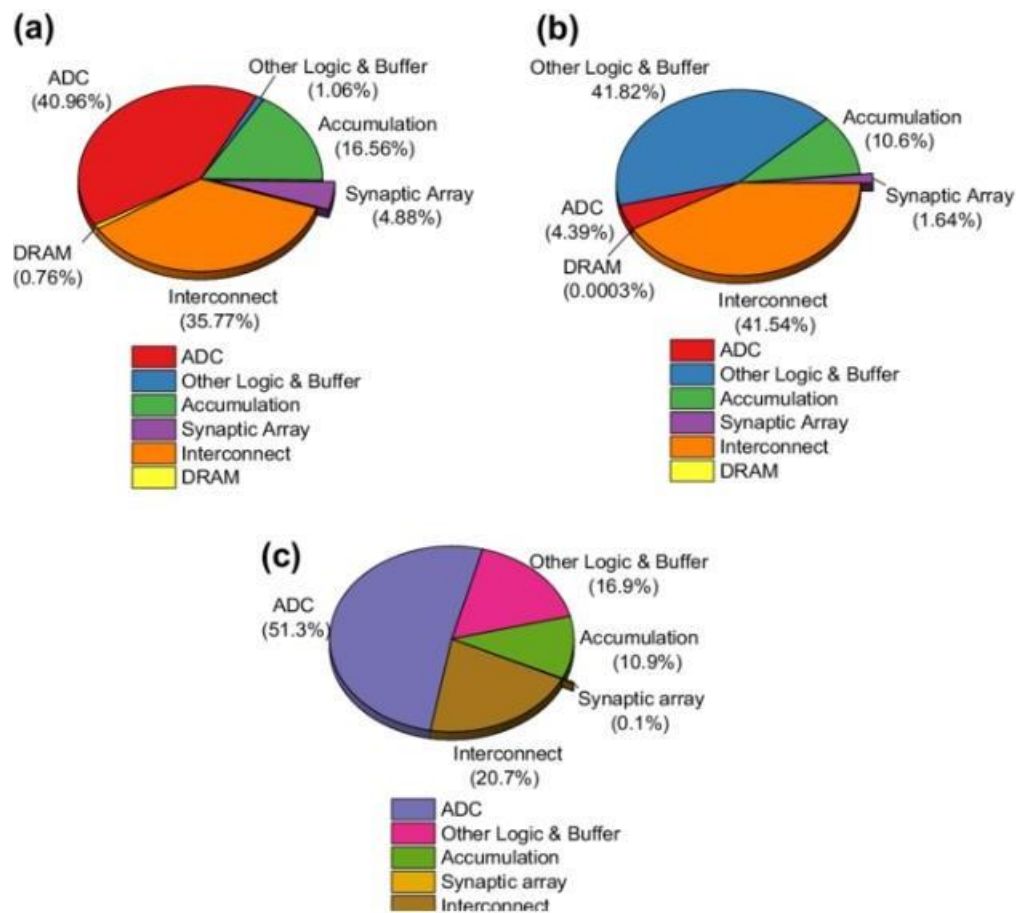 (a)
ADC
(40.96%)
Other Logic & Buffer
(1.06%)
Accumulation
(16.56%)
Synaptic Array
(4.88%)
DRAM
(0.76%)
Interconnect
(35.77%)
ADC
Other Logic & Buffer
Accumulation
Synaptic Array
Interconnect
DRAM
(b)
Other Logic & Buffer
41.82%)
Accumulation
(10.6%)
Synaptic Array
(1.64%)
ADC
(4.39%)
DRAM
(0.0003%)
Interconnect
(41.54%)
ADC
Other Logic & Buffer
Accumulation
Synaptic Array
Interconnect
DRAM
(c)
ADC
(51.3%)
Other Logic & Buffer
(16.9%)
Accumulation
(10.9%)
Synaptic array
(0.1%)
Interconnect
(20.7%)
ADC
Other Logic & Buffer
Accumulation
Synaptic array
Interconnect